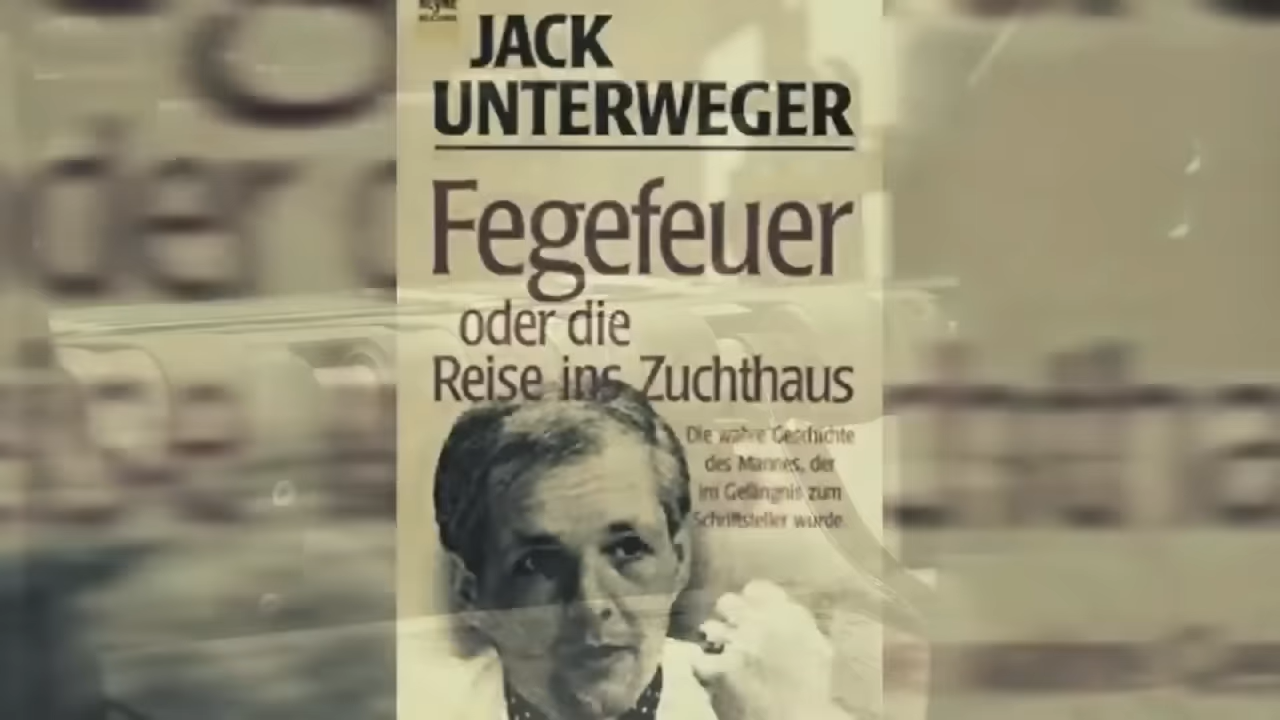 JACK
UNTERWEGER
Fegefeuer
oder die
Reise ins Zuchthaus
Die wahre Geschichte
des Mannes, der
im Gefängnis zum
Schriftsteller wurde.